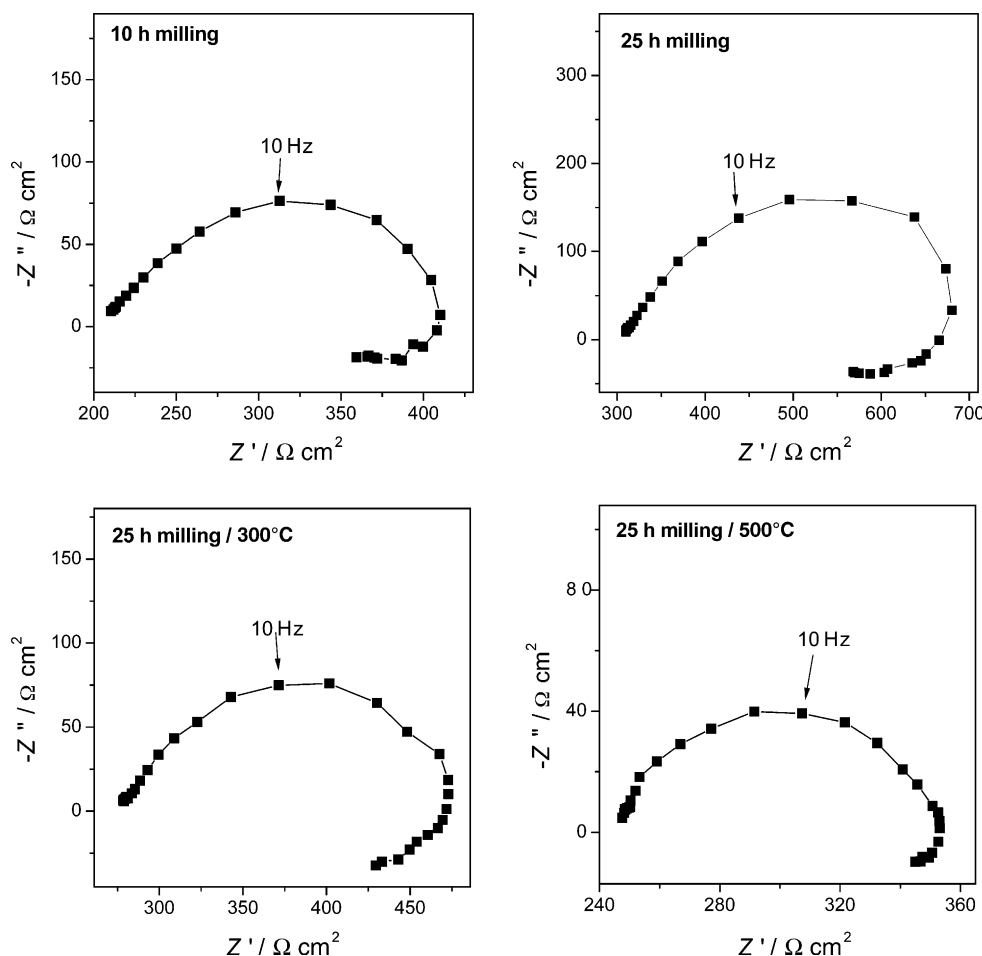 10 h milling
150
100
50
0
10 Hz
-Z '' / Ω cm²
200 250 300 350 400
Z ' / Ω cm²
25 h milling
300
200
100
0
10 Hz
-Z '' / Ω cm²
300 400 500 600 700
Z ' / Ω cm²
25 h milling / 300°C
150
100
50
0
10 Hz
-Z '' / Ω cm²
300 350 400 450
Z ' / Ω cm²
25 h milling / 500°C
8 0
40
0
10 Hz
-Z '' / Ω cm²
240 280 320 360
Z ' / Ω cm²